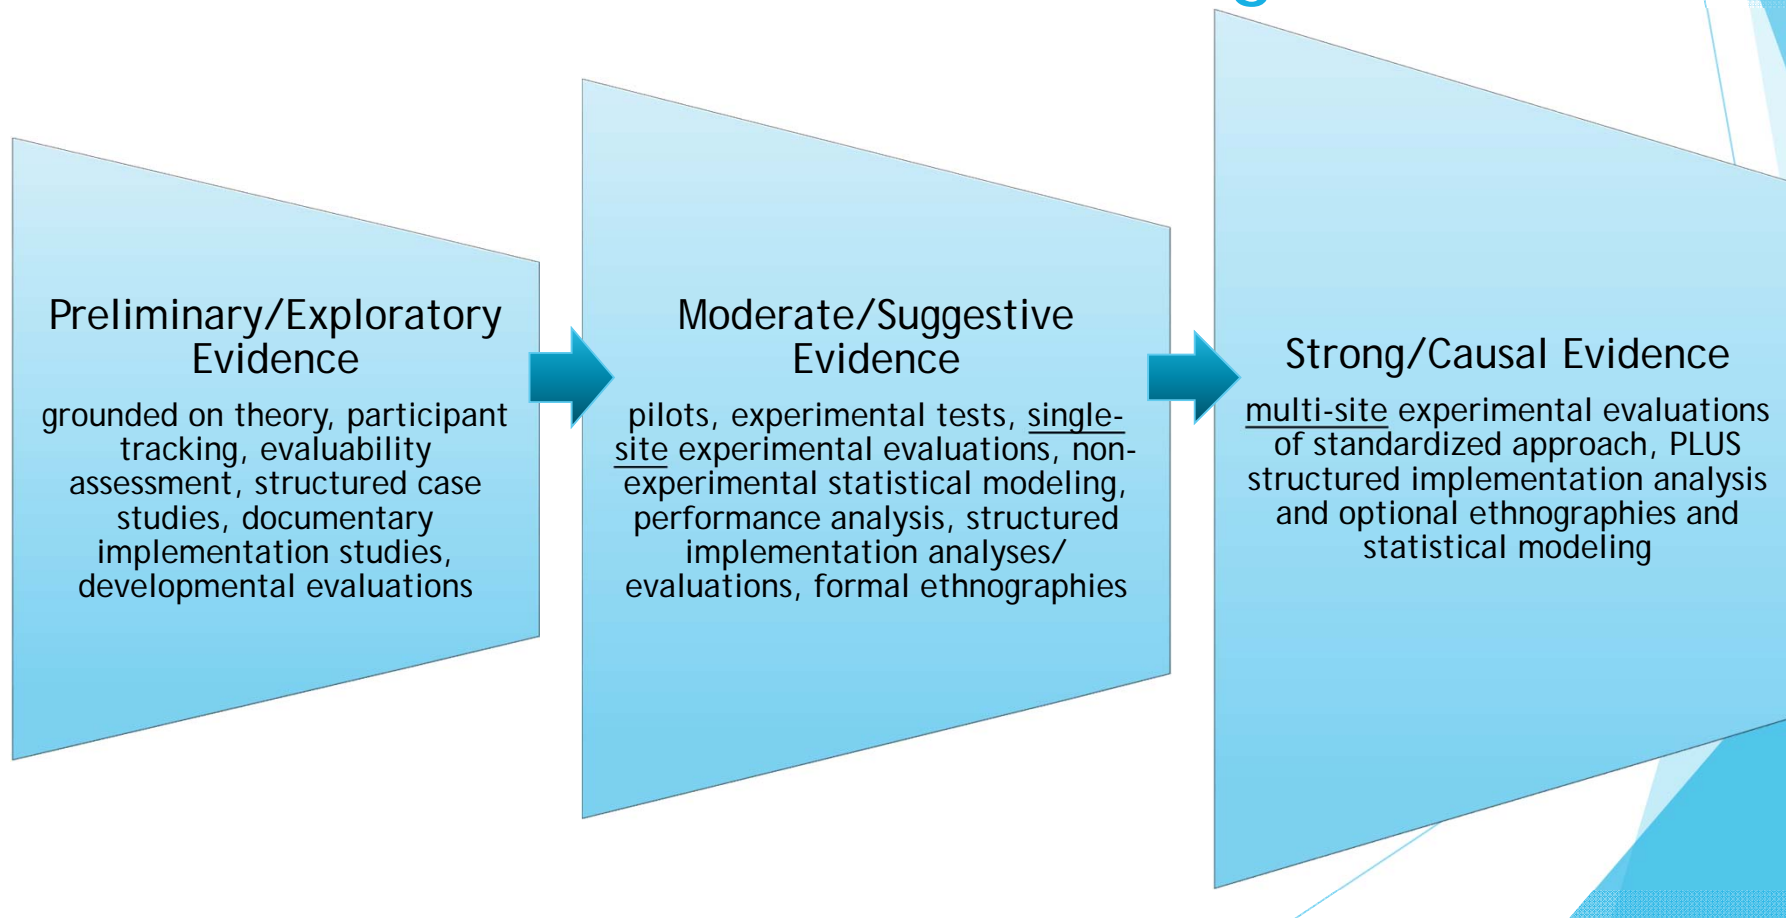 Preliminary/Exploratory
Evidence
grounded on theory, participant
tracking, evaluability
assessment, structured case
studies, documentary
implementation studies,
developmental evaluations
Moderate/Suggestive
Evidence
pilots, experimental tests, single-
site experimental evaluations, non-
experimental statistical modeling,
performance analysis, structured
implementation analyses/
evaluations, formal ethnographies
Strong/Causal Evidence
multi-site experimental evaluations
of standardized approach, PLUS
structured implementation analysis
and optional ethnographies and
statistical modeling